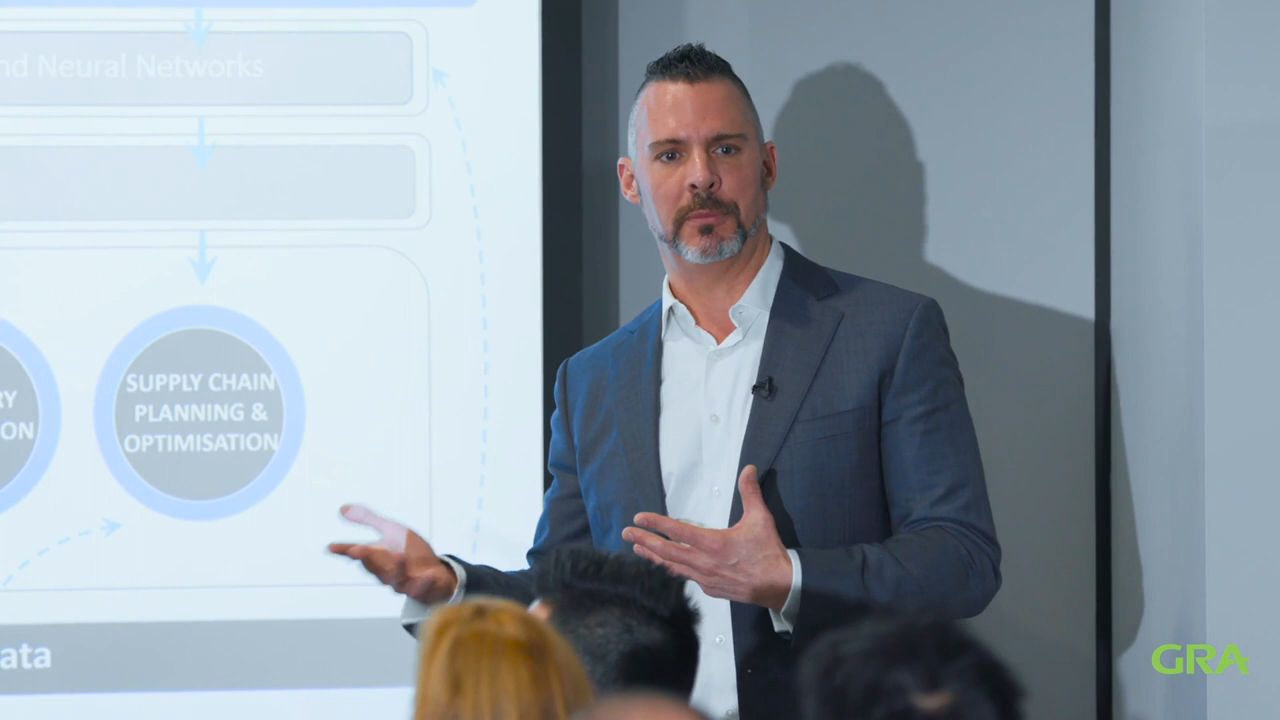 nd Neural Networks
RY
ON
SUPPLY CHAIN
PLANNING &
OPTIMISATION
ata
GRA